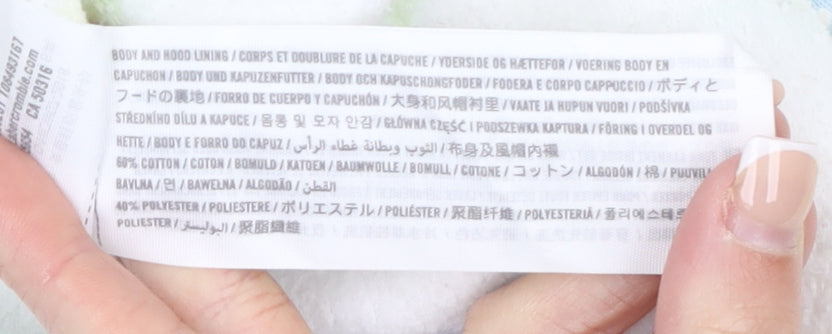 BODY AND HOOD LINING / CORPS ET DOUBLURE DE LA CAPUCHE / YDERSIDE OG HÆTTEFOR / VOERING BODY EN
CAPUCHON / BODY UND KAPUZENFUTTER / BODY OCH KAPUSCHONGFODER / FODERA E CORPO CAPPUCCIO / ボディと
フードの裏地 / FORRO DE CUERPO Y CAPUCHÓN / 大身和风帽衬里 / VAATE JA HUPUN VUORI / PODŠÍVKA
STŘEDNÍHO DÍLU A KAPUCE / 몸통 및 모자 안감 / GŁÓWNA CZĘŚĆ I PODSZEWKA KAPTURA / FÔRING I OVERDEL OG
HETTE / BODY E FORRO DO CAPUZ / الثوب وبطانة غطاء الرأس / 布身及風帽內襯
60% COTTON / COTON / BOMULD / KATOEN / BAUMWOLLE / BOMULL / COTONE / コットン / ALGODÓN / 棉 / PUUVIL
BAVLNA / 면 / BAWEŁNA / ALGODÃO / القطن
40% POLYESTER / POLIESTERE / ポリエステル / POLIÉSTER / 聚脂纤维 / POLYESTERIÄ / 폴리에스테르
POLIESTER / البوليستر / 聚脂纖維
CA 50316